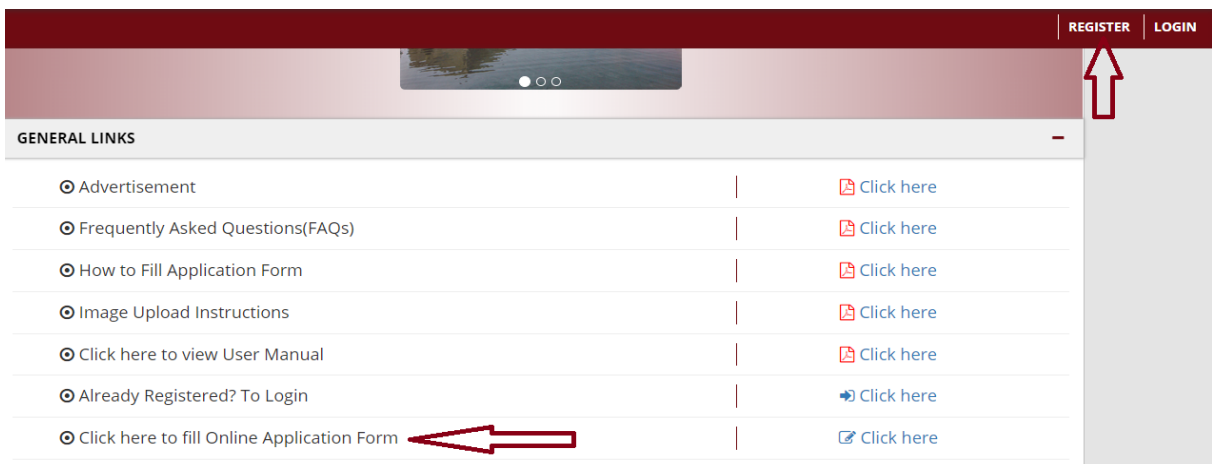 REGISTER LOGIN
GENERAL LINKS
Advertisement Click here
Frequently Asked Questions(FAQs) Click here
How to Fill Application Form Click here
Image Upload Instructions Click here
Click here to view User Manual Click here
Already Registered? To Login Click here
Click here to fill Online Application Form Click here